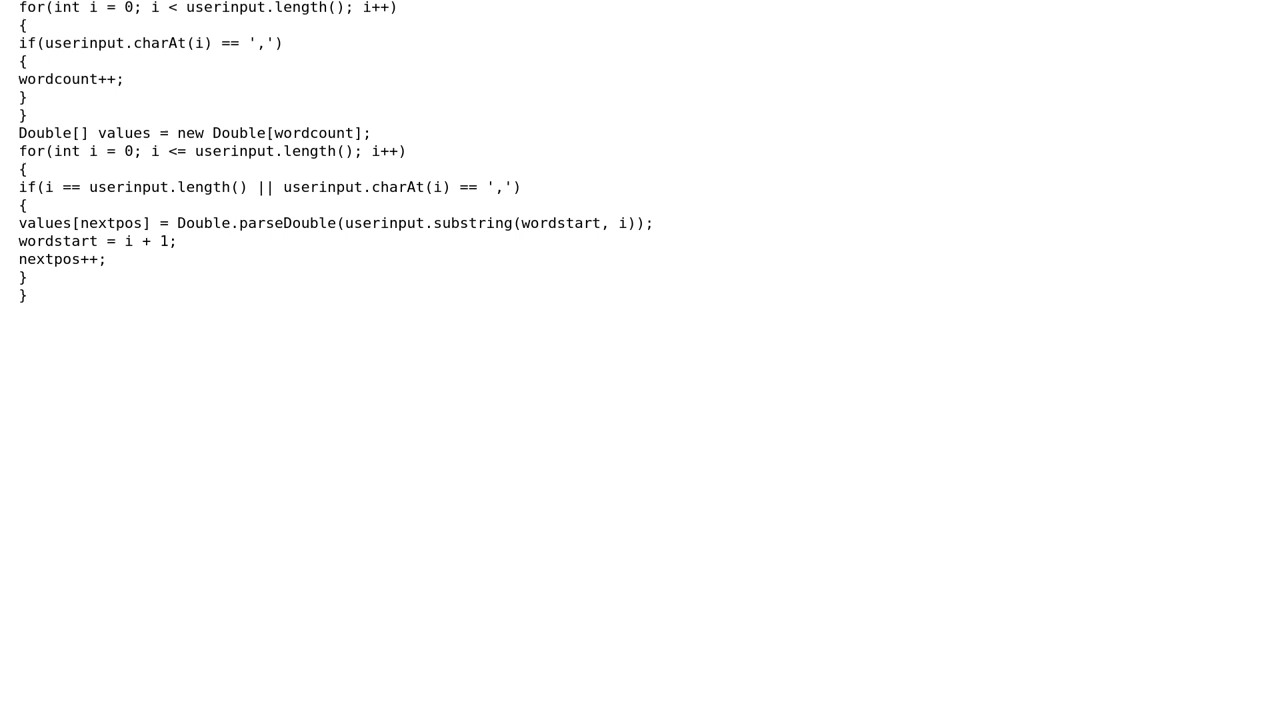 for(int i = 0; i < userinput.length(); i++)
{
if(userinput.charAt(i) == ',')
{
wordcount++;
}
}
Double[] values = new Double[wordcount];
for(int i = 0; i <= userinput.length(); i++)
{
if(i == userinput.length() || userinput.charAt(i) == ',')
{
values[nextpos] = Double.parseDouble(userinput.substring(wordstart, i));
wordstart = i + 1;
nextpos++;
}
}